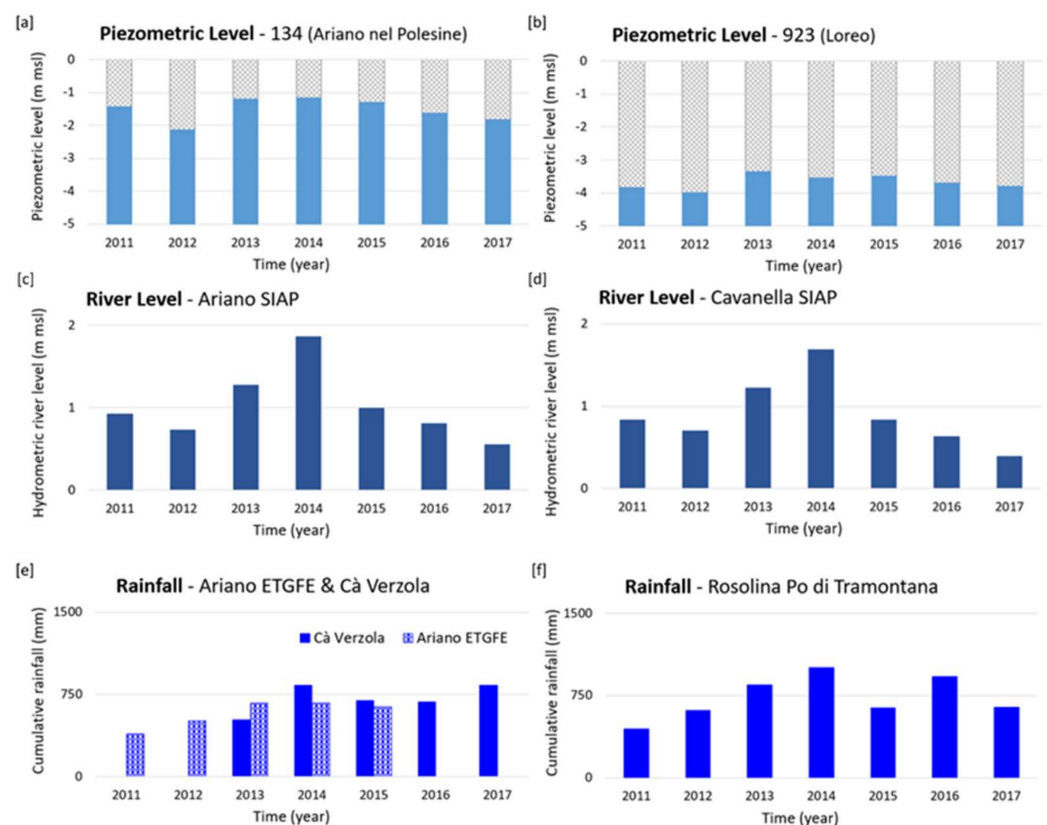 [a]
Piezometric Level - 134 (Ariano nel Polesine)
Piezometric level (m msl)
-0
-1
-2
-3
-4
-5
2011 2012 2013 2014 2015 2016 2017
Time (year)
[b]
Piezometric Level - 923 (Loreo)
Piezometric level (m msl)
0
-1
-2
-3
-4
-5
2011 2012 2013 2014 2015 2016 2017
Time (year)
[c]
River Level - Ariano SIAP
Hydrometric river level (m msl)
2
1
0
2011 2012 2013 2014 2015 2016 2017
Time (year)
[d]
River Level - Cavanella SIAP
Hydrometric river level (m msl)
2
1
0
2011 2012 2013 2014 2015 2016 2017
Time (year)
[e]
Rainfall - Ariano ETGFE & Cà Verzola
Cumulative rainfall (mm)
1500
750
0
Cà Verzola Ariano ETGFE
2011 2012 2013 2014 2015 2016 2017
Time (year)
[f]
Rainfall - Rosolina Po di Tramontana
Cumulative rainfall (mm)
1500
750
0
2011 2012 2013 2014 2015 2016 2017
Time (year)